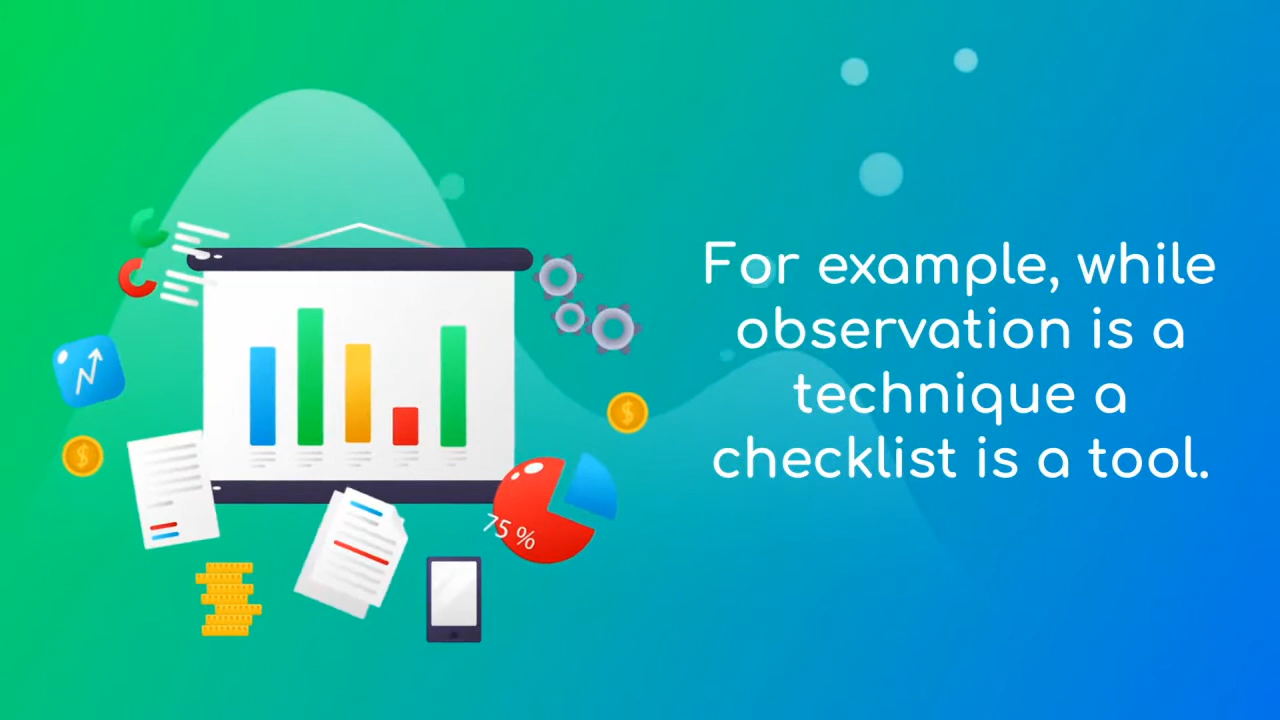 For example, while
observation is a
technique a
checklist is a tool.
75 %